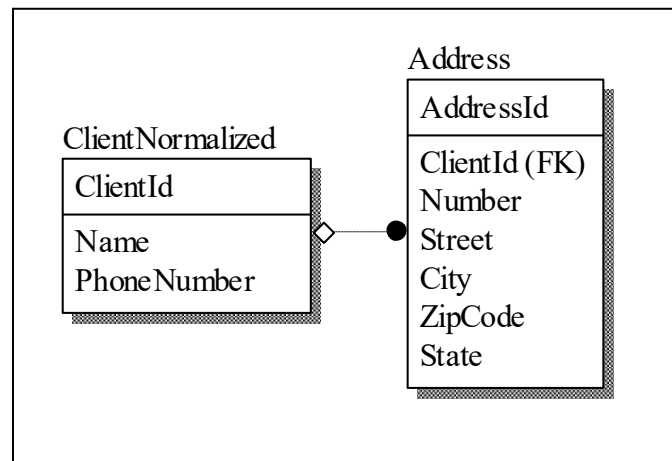 ClientNormalized
ClientId
Name
PhoneNumber
Address
AddressId
ClientId (FK)
Number
Street
City
ZipCode
State